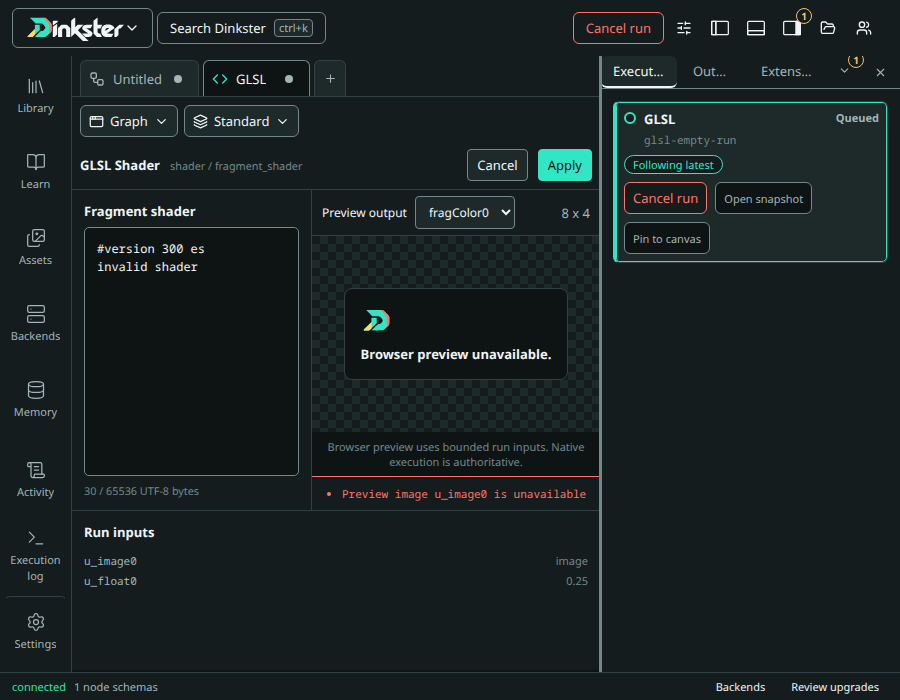 Dinkster
Search Dinkster ctrl+k
Cancel run
1
Library
Learn
Assets
Backends
Memory
Activity
Execution
log
Settings
Untitled
GLSL
+
Graph
Standard
GLSL Shader shader / fragment_shader
Cancel
Apply
Fragment shader
#version 300 es
invalid shader
30 / 65536 UTF-8 bytes
Preview output fragColor0 8 x 4
Browser preview unavailable.
Browser preview uses bounded run inputs. Native
execution is authoritative.
• Preview image u_image0 is unavailable
Run inputs
u_image0 image
u_float0 0.25
Execut...
Out...
Extens...
1
GLSL Queued
glsl-empty-run
Following latest
Cancel run
Open snapshot
Pin to canvas
connected 1 node schemas
Backends
Review upgrades